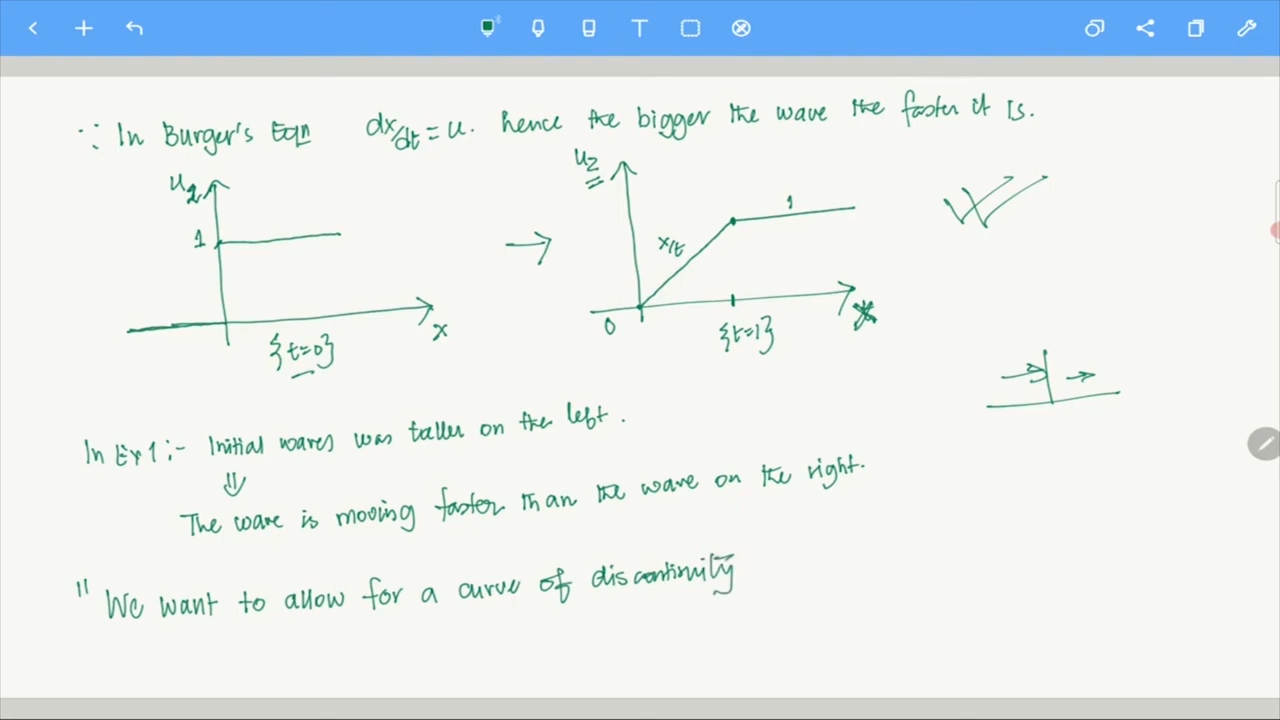 ∵ In Burger's Eqn dx/dt = u. hence the bigger the wave the faster it is.
u₂
1
x
{t=0}
→
u₂
x/t
1
0
x
{t=1}
In Ex1:- Initial waves was taller on the left.
⇓
The wave is moving faster than the wave on the right.
" We want to allow for a curve of discontinuity